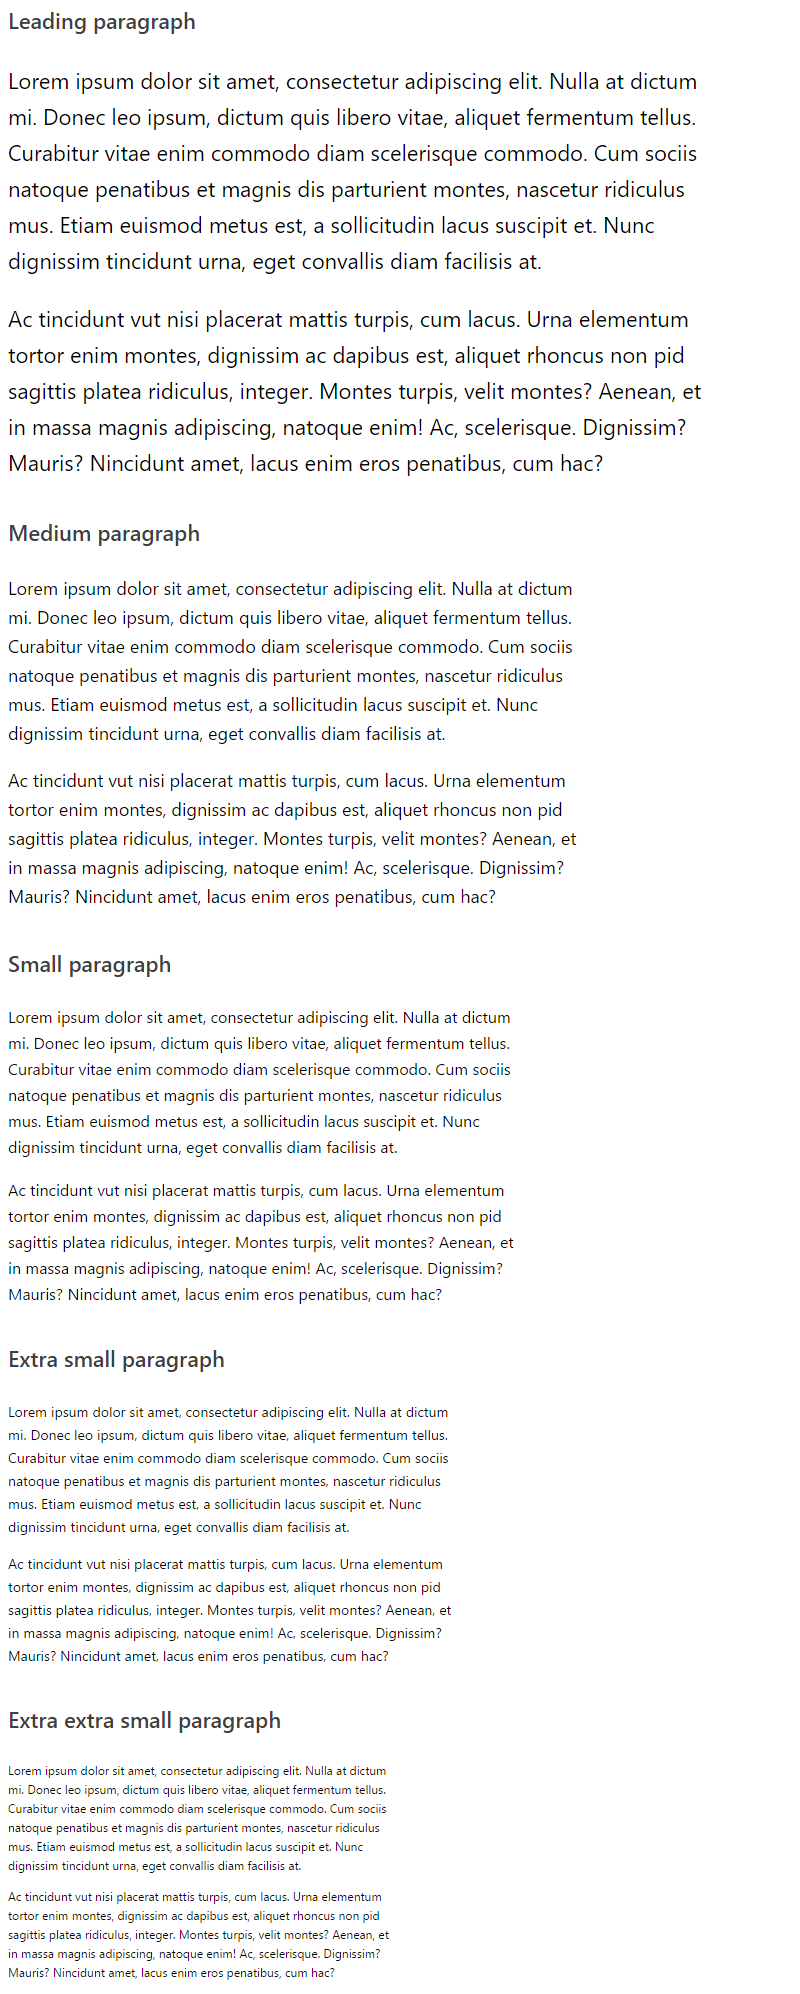 Leading paragraph
Lorem ipsum dolor sit amet, consectetur adipiscing elit. Nulla at dictum
mi. Donec leo ipsum, dictum quis libero vitae, aliquet fermentum tellus.
Curabitur vitae enim commodo diam scelerisque commodo. Cum sociis
natoque penatibus et magnis dis parturient montes, nascetur ridiculus
mus. Etiam euismod metus est, a sollicitudin lacus suscipit et. Nunc
dignissim tincidunt urna, eget convallis diam facilisis at.
Ac tincidunt vut nisi placerat mattis turpis, cum lacus. Urna elementum
tortor enim montes, dignissim ac dapibus est, aliquet rhoncus non pid
sagittis platea ridiculus, integer. Montes turpis, velit montes? Aenean, et
in massa magnis adipiscing, natoque enim! Ac, scelerisque. Dignissim?
Mauris? Nincidunt amet, lacus enim eros penatibus, cum hac?
Medium paragraph
Lorem ipsum dolor sit amet, consectetur adipiscing elit. Nulla at dictum
mi. Donec leo ipsum, dictum quis libero vitae, aliquet fermentum tellus.
Curabitur vitae enim commodo diam scelerisque commodo. Cum sociis
natoque penatibus et magnis dis parturient montes, nascetur ridiculus
mus. Etiam euismod metus est, a sollicitudin lacus suscipit et. Nunc
dignissim tincidunt urna, eget convallis diam facilisis at.
Ac tincidunt vut nisi placerat mattis turpis, cum lacus. Urna elementum
tortor enim montes, dignissim ac dapibus est, aliquet rhoncus non pid
sagittis platea ridiculus, integer. Montes turpis, velit montes? Aenean, et
in massa magnis adipiscing, natoque enim! Ac, scelerisque. Dignissim?
Mauris? Nincidunt amet, lacus enim eros penatibus, cum hac?
Small paragraph
Lorem ipsum dolor sit amet, consectetur adipiscing elit. Nulla at dictum
mi. Donec leo ipsum, dictum quis libero vitae, aliquet fermentum tellus.
Curabitur vitae enim commodo diam scelerisque commodo. Cum sociis
natoque penatibus et magnis dis parturient montes, nascetur ridiculus
mus. Etiam euismod metus est, a sollicitudin lacus suscipit et. Nunc
dignissim tincidunt urna, eget convallis diam facilisis at.
Ac tincidunt vut nisi placerat mattis turpis, cum lacus. Urna elementum
tortor enim montes, dignissim ac dapibus est, aliquet rhoncus non pid
sagittis platea ridiculus, integer. Montes turpis, velit montes? Aenean, et
in massa magnis adipiscing, natoque enim! Ac, scelerisque. Dignissim?
Mauris? Nincidunt amet, lacus enim eros penatibus, cum hac?
Extra small paragraph
Lorem ipsum dolor sit amet, consectetur adipiscing elit. Nulla at dictum
mi. Donec leo ipsum, dictum quis libero vitae, aliquet fermentum tellus.
Curabitur vitae enim commodo diam scelerisque commodo. Cum sociis
natoque penatibus et magnis dis parturient montes, nascetur ridiculus
mus. Etiam euismod metus est, a sollicitudin lacus suscipit et. Nunc
dignissim tincidunt urna, eget convallis diam facilisis at.
Ac tincidunt vut nisi placerat mattis turpis, cum lacus. Urna elementum
tortor enim montes, dignissim ac dapibus est, aliquet rhoncus non pid
sagittis platea ridiculus, integer. Montes turpis, velit montes? Aenean, et
in massa magnis adipiscing, natoque enim! Ac, scelerisque. Dignissim?
Mauris? Nincidunt amet, lacus enim eros penatibus, cum hac?
Extra extra small paragraph
Lorem ipsum dolor sit amet, consectetur adipiscing elit. Nulla at dictum
mi. Donec leo ipsum, dictum quis libero vitae, aliquet fermentum tellus.
Curabitur vitae enim commodo diam scelerisque commodo. Cum sociis
natoque penatibus et magnis dis parturient montes, nascetur ridiculus
mus. Etiam euismod metus est, a sollicitudin lacus suscipit et. Nunc
dignissim tincidunt urna, eget convallis diam facilisis at.
Ac tincidunt vut nisi placerat mattis turpis, cum lacus. Urna elementum
tortor enim montes, dignissim ac dapibus est, aliquet rhoncus non pid
sagittis platea ridiculus, integer. Montes turpis, velit montes? Aenean, et
in massa magnis adipiscing, natoque enim! Ac, scelerisque. Dignissim?
Mauris? Nincidunt amet, lacus enim eros penatibus, cum hac?